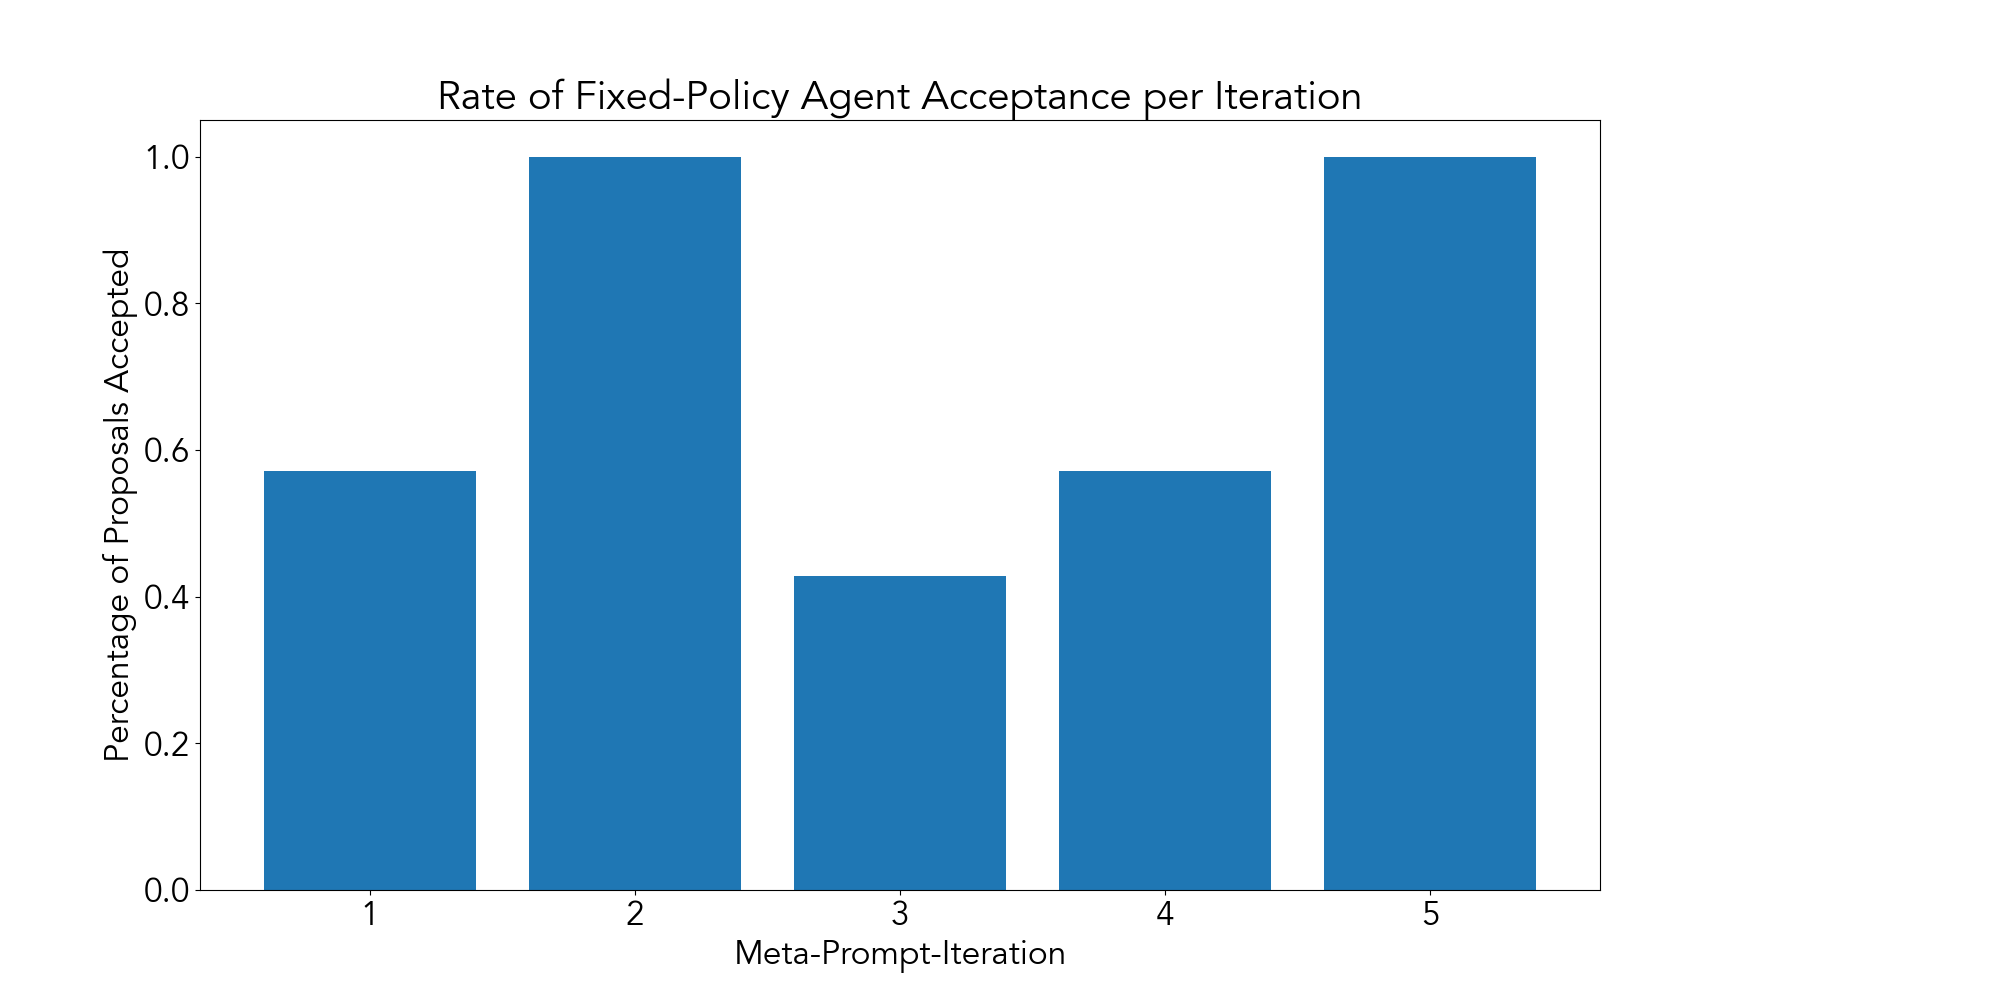 Rate of Fixed-Policy Agent Acceptance per Iteration
Percentage of Proposals Accepted
1.0
0.8
0.6
0.4
0.2
0.0
1 2 3 4 5
Meta-Prompt-Iteration